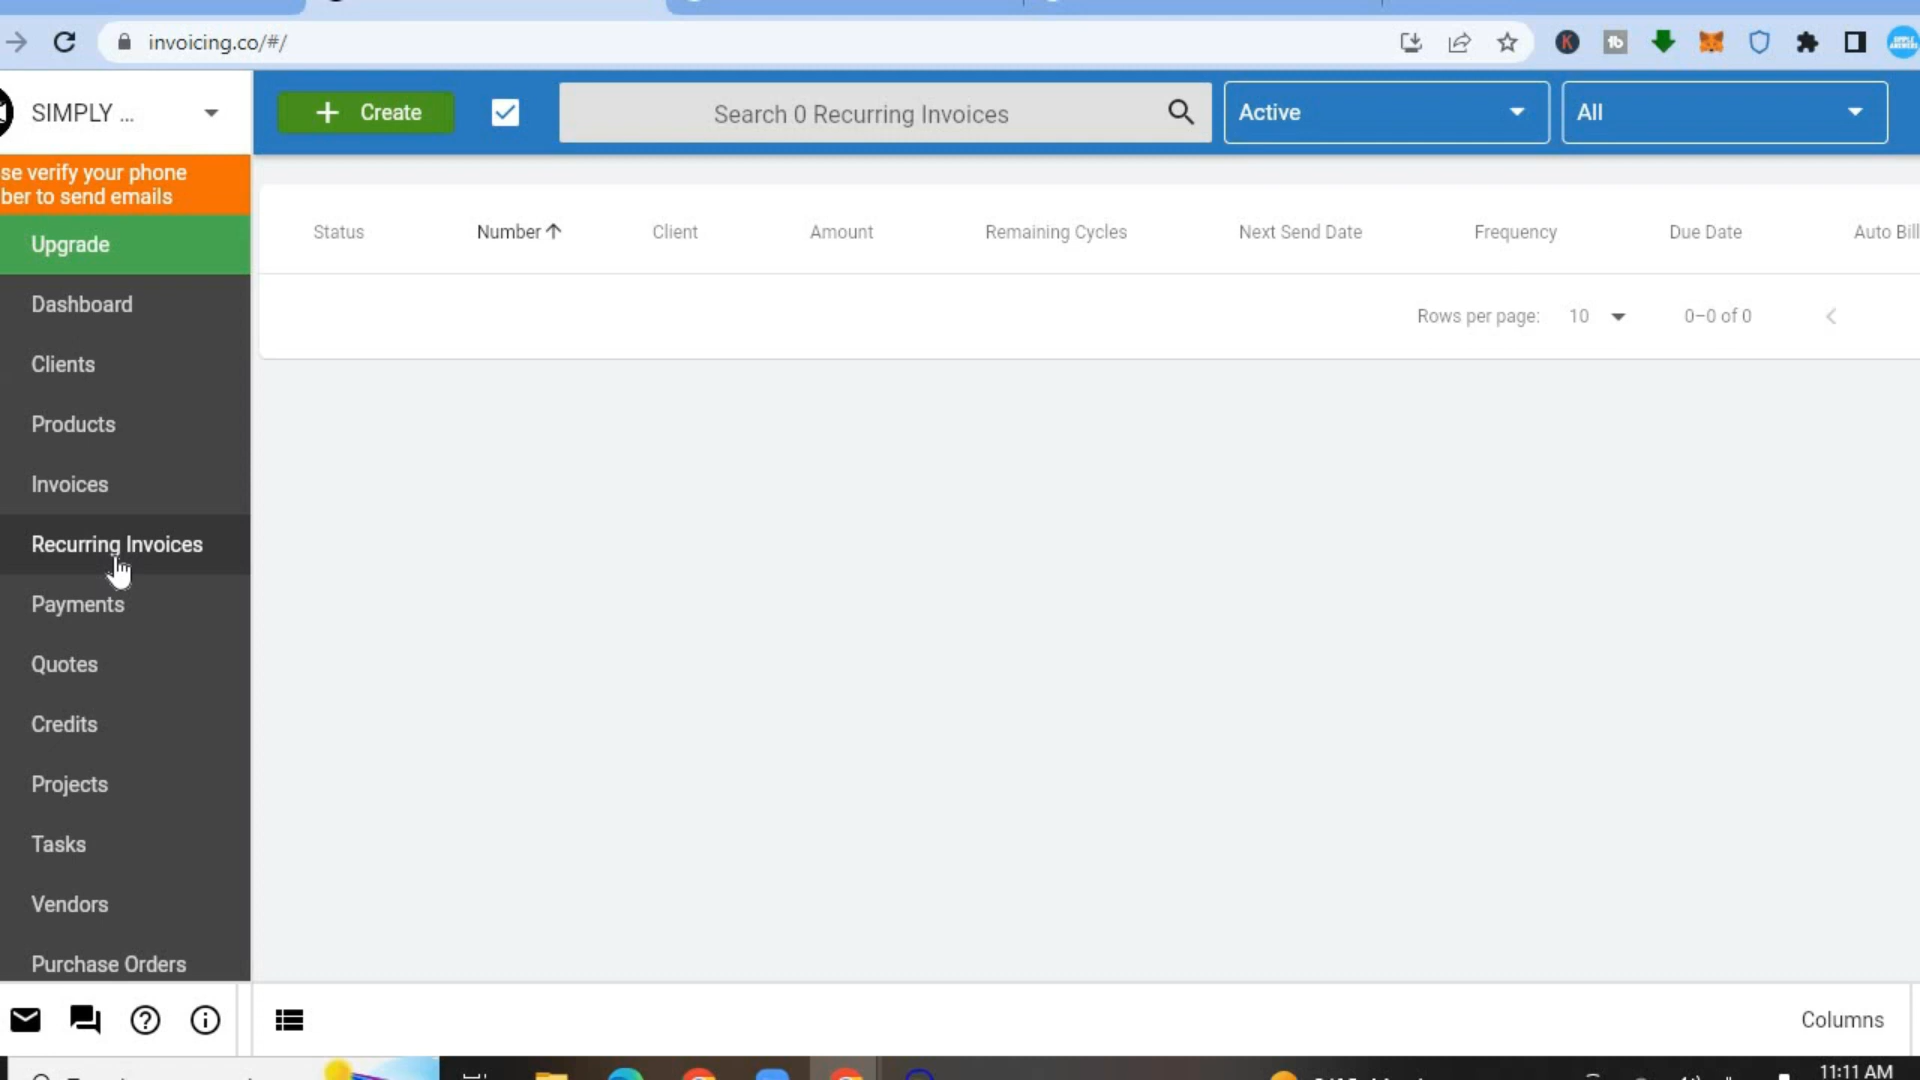 invoicing.co/#/
SIMPLY ...
Create
Search 0 Recurring Invoices
Active
All
se verify your phone
ber to send emails
Upgrade
Status
Number
Client
Amount
Remaining Cycles
Next Send Date
Frequency
Due Date
Auto Bill
Rows per page:
10
0–0 of 0
Dashboard
Clients
Products
Invoices
Recurring Invoices
Payments
Quotes
Credits
Projects
Tasks
Vendors
Purchase Orders
Columns
11:11 AM